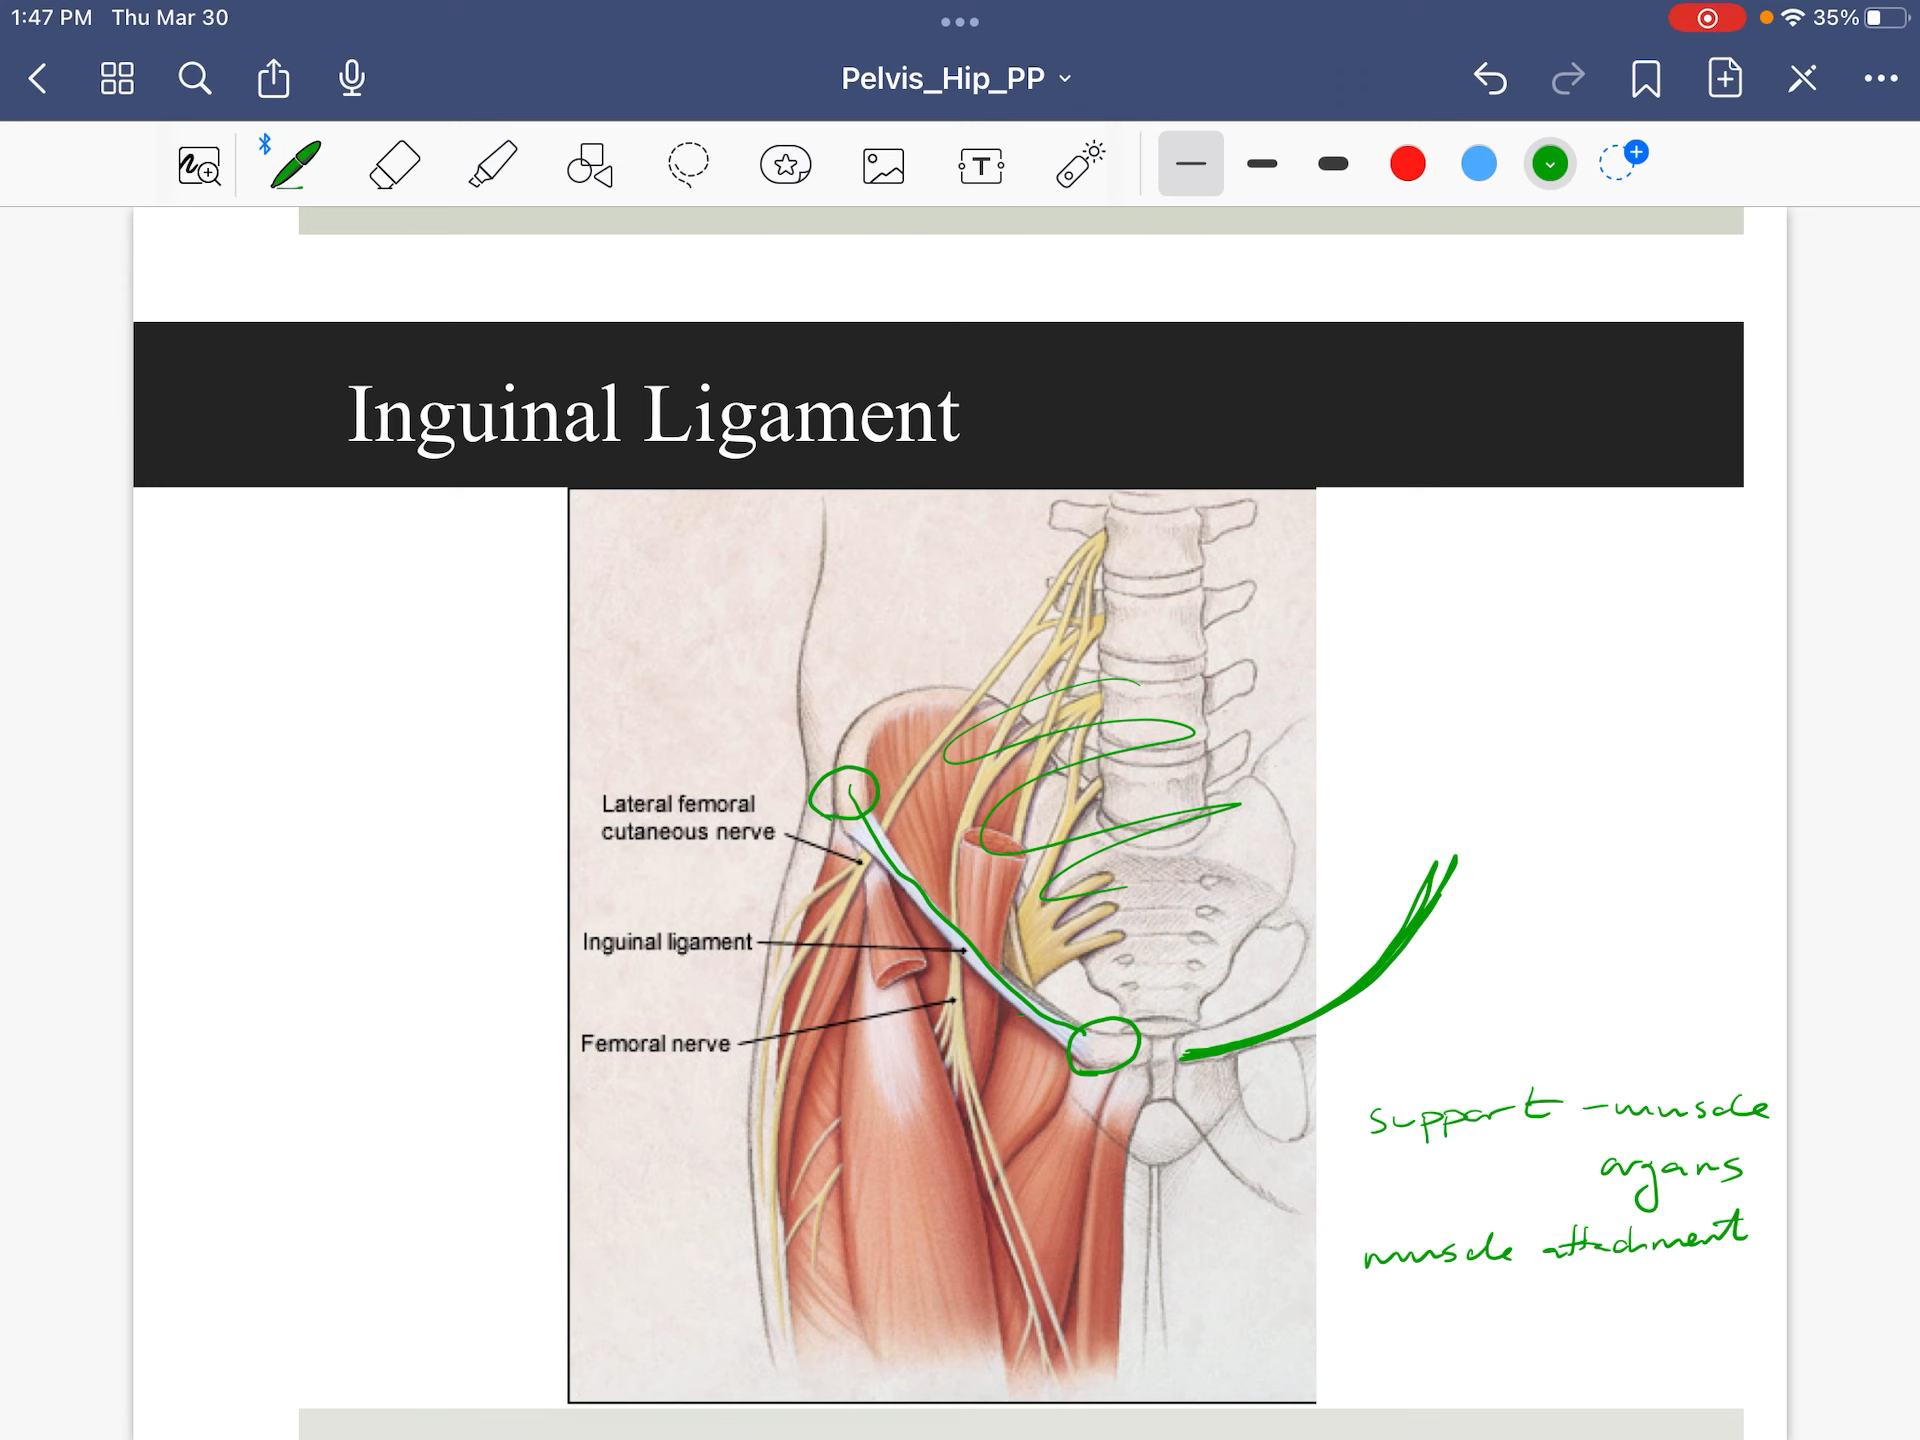 1:47 PM Thu Mar 30
35%
Pelvis_Hip_PP
T
Inguinal Ligament
Lateral femoral
cutaneous nerve
Inguinal ligament
Femoral nerve
support - muscle
organs
muscle attachment